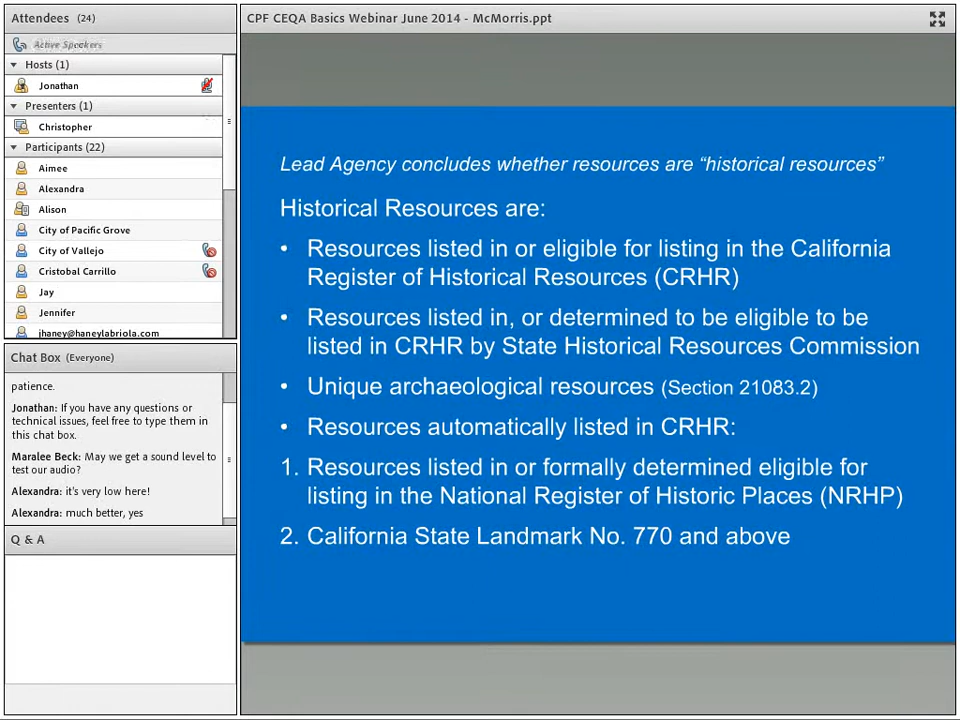 Attendees (24)
Active Speakers
Hosts (1)
Jonathan
Presenters (1)
Christopher
Participants (22)
Aimee
Alexandra
Alison
City of Pacific Grove
City of Vallejo
Cristobal Carrillo
Jay
Jennifer
jhaney@haneylabriola.com
Chat Box (Everyone)
patience.
Jonathan: If you have any questions or
technical issues, feel free to type them in
this chat box.
Maralee Beck: May we get a sound level to
test our audio?
Alexandra: it's very low here!
Alexandra: much better, yes
Q & A
CPF CEQA Basics Webinar June 2014 - McMorris.ppt
Lead Agency concludes whether resources are “historical resources”
Historical Resources are:
• Resources listed in or eligible for listing in the California
Register of Historical Resources (CRHR)
• Resources listed in, or determined to be eligible to be
listed in CRHR by State Historical Resources Commission
• Unique archaeological resources (Section 21083.2)
• Resources automatically listed in CRHR:
1. Resources listed in or formally determined eligible for
listing in the National Register of Historic Places (NRHP)
2. California State Landmark No. 770 and above